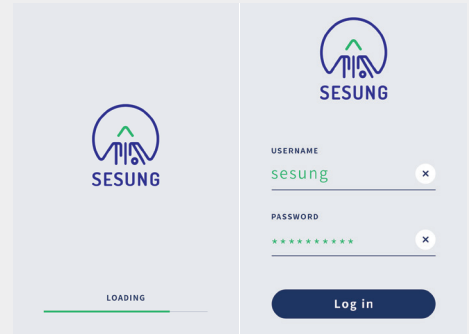 SESUNG
LOADING
SESUNG
USERNAME
sesung
PASSWORD
**********
Log in